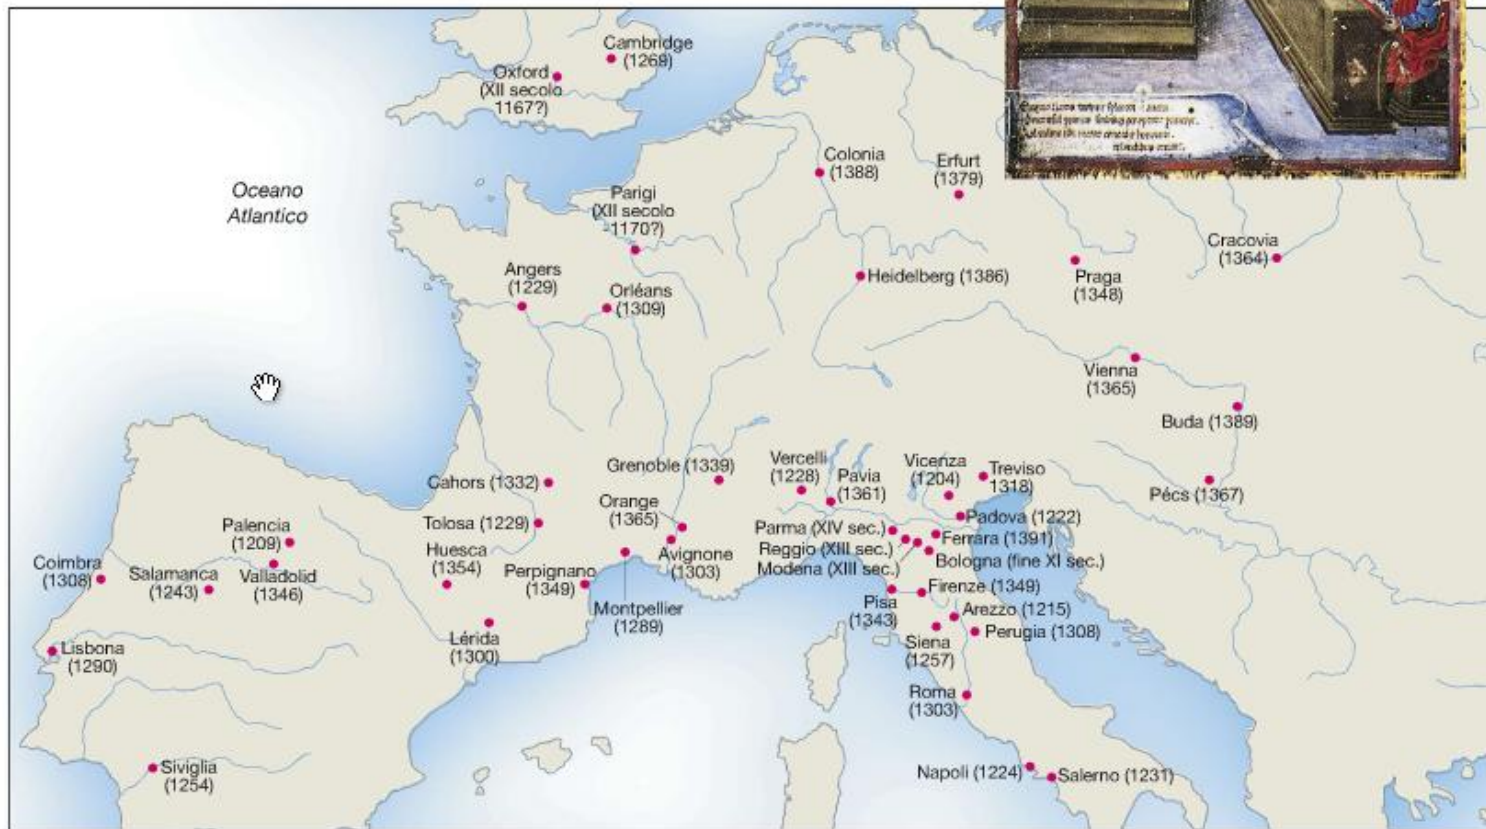 Cambridge
(1269)
Oxford
(XII secolo
1167?)
Colonia
(1388)
Erfurt
(1379)
Oceano
Atlantico
Parigi
(XII secolo
-1170?)
Cracovia
(1364)
Angers
(1229)
Orléans
(1309)
Heidelberg (1386)
Praga
(1348)
Vienna
(1365)
Buda (1389)
Pécs (1367)
Grenoble (1339)
Vercelli
(1228)
Pavia
(1361)
Vicenza
(1204)
Treviso
1318)
Cahors (1332)
Orange
(1365)
Tolosa (1229)
Padova (1222)
Parma (XIV sec.)
Ferrara (1391)
Reggio (XIII sec.)
Bologna (fine XI sec.)
Modena (XIII sec.)
Palencia
(1209)
Huesca
(1354)
Avignone
(1303)
Coimbra
(1308)
Salamanca
(1243)
Valladolid
(1346)
Perpignano
(1349)
Montpellier
(1289)
Firenze (1349)
Pisa
(1343)
Arezzo (1215)
Perugia (1308)
Siena
(1257)
Lisbona
(1290)
Lérida
(1300)
Roma
(1303)
Siviglia
(1254)
Napoli (1224)
Salerno (1231)